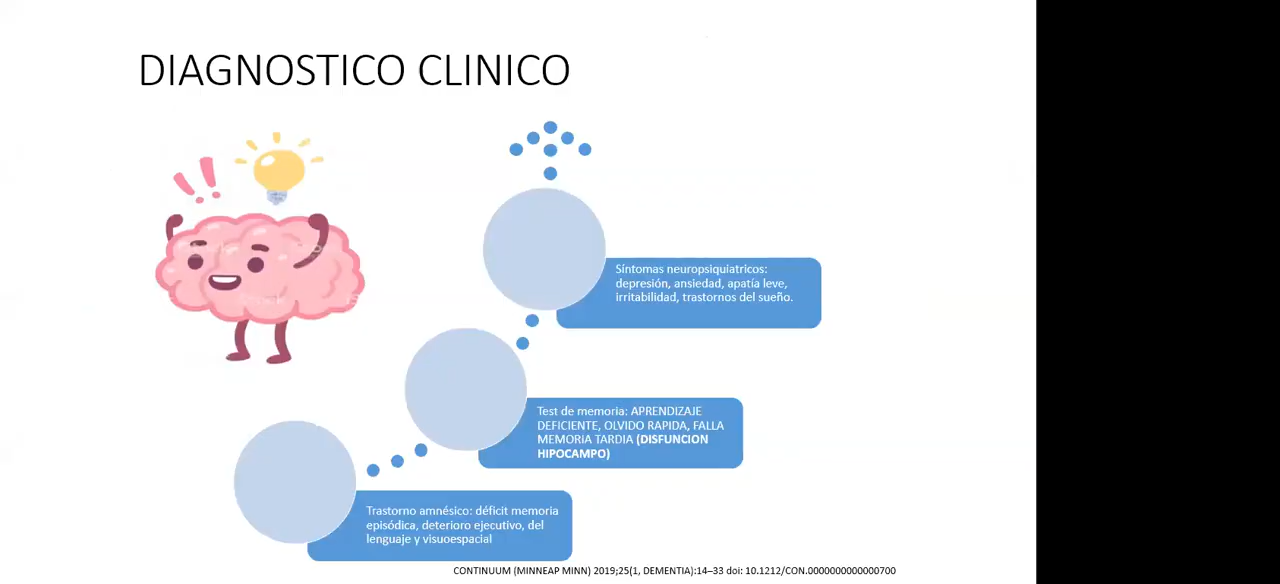 DIAGNOSTICO CLINICO
Síntomas neuropsiquiatricos:
depresión, ansiedad, apatía leve,
irritabilidad, trastornos del sueño.
Test de memoria: APRENDIZAJE
DEFICIENTE, OLVIDO RAPIDA, FALLA
MEMORIA TARDIA (DISFUNCION
HIPOCAMPO)
Trastorno amnésico: déficit memoria
episódica, deterioro ejecutivo, del
lenguaje y visuoespacial
CONTINUUM (MINNEAP MINN) 2019;25(1, DEMENTIA):14–33 doi: 10.1212/CON.0000000000000700